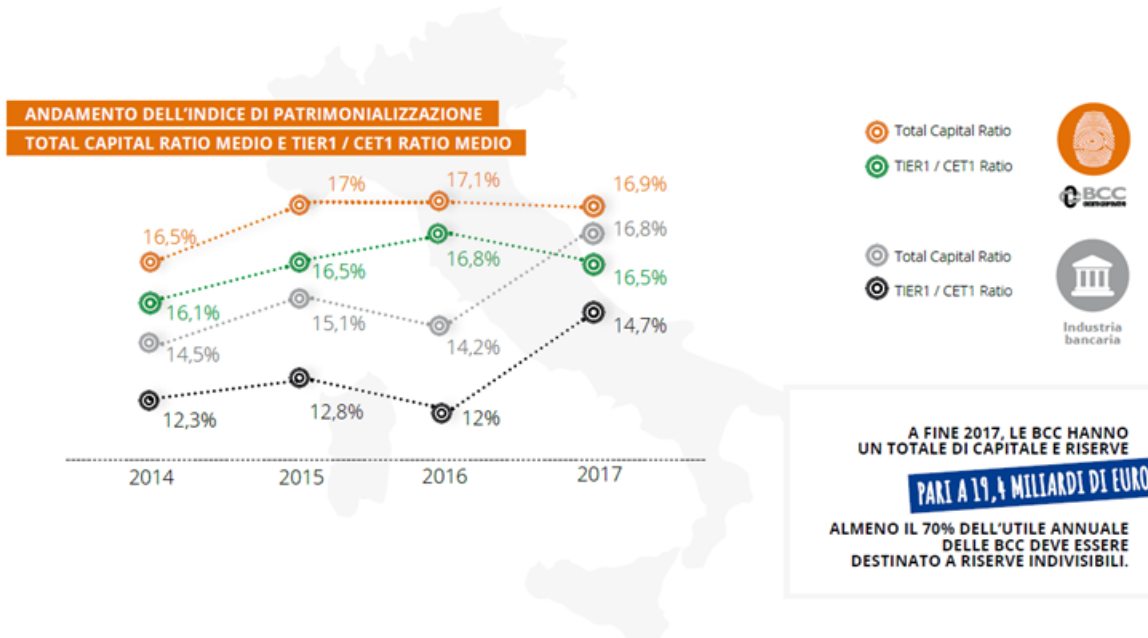 ANDAMENTO DELL'INDICE DI PATRIMONIALIZZAZIONE
TOTAL CAPITAL RATIO MEDIO E TIER1 / CET1 RATIO MEDIO
Total Capital Ratio
TIER1 / CET1 Ratio
BCC
Total Capital Ratio
TIER1 / CET1 Ratio
Industria
bancaria
16,5%
17%
17,1%
16,9%
16,1%
16,5%
16,8%
16,5%
14,5%
15,1%
14,2%
16,8%
12,3%
12,8%
12%
14,7%
2014 2015 2016 2017
A FINE 2017, LE BCC HANNO
UN TOTALE DI CAPITALE E RISERVE
PARI A 19,4 MILIARDI DI EURO
ALMENO IL 70% DELL'UTILE ANNUALE
DELLE BCC DEVE ESSERE
DESTINATO A RISERVE INDIVISIBILI.